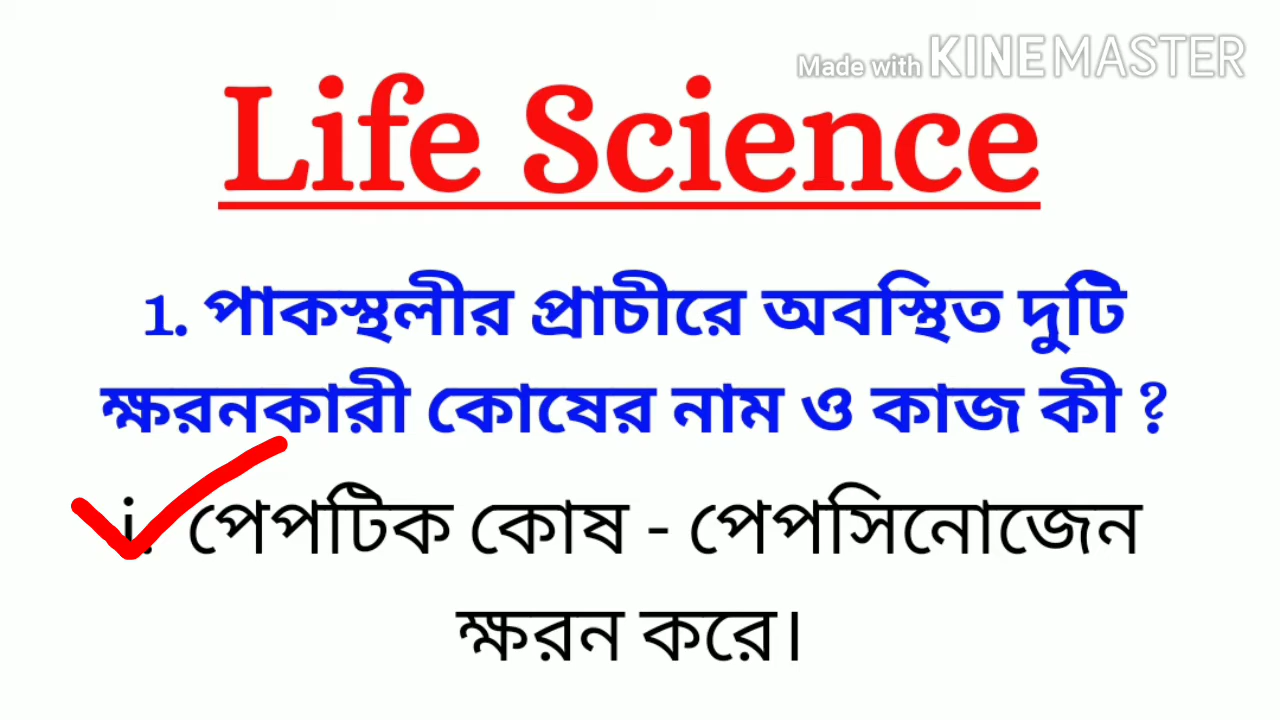 Made with KINEMASTER
Life Science
1. পাকস্থলীর প্রাচীরে অবস্থিত দুটি
ক্ষরনকারী কোষের নাম ও কাজ কী ?
i. পেপটিক কোষ - পেপসিনোজেন
ক্ষরন করে।